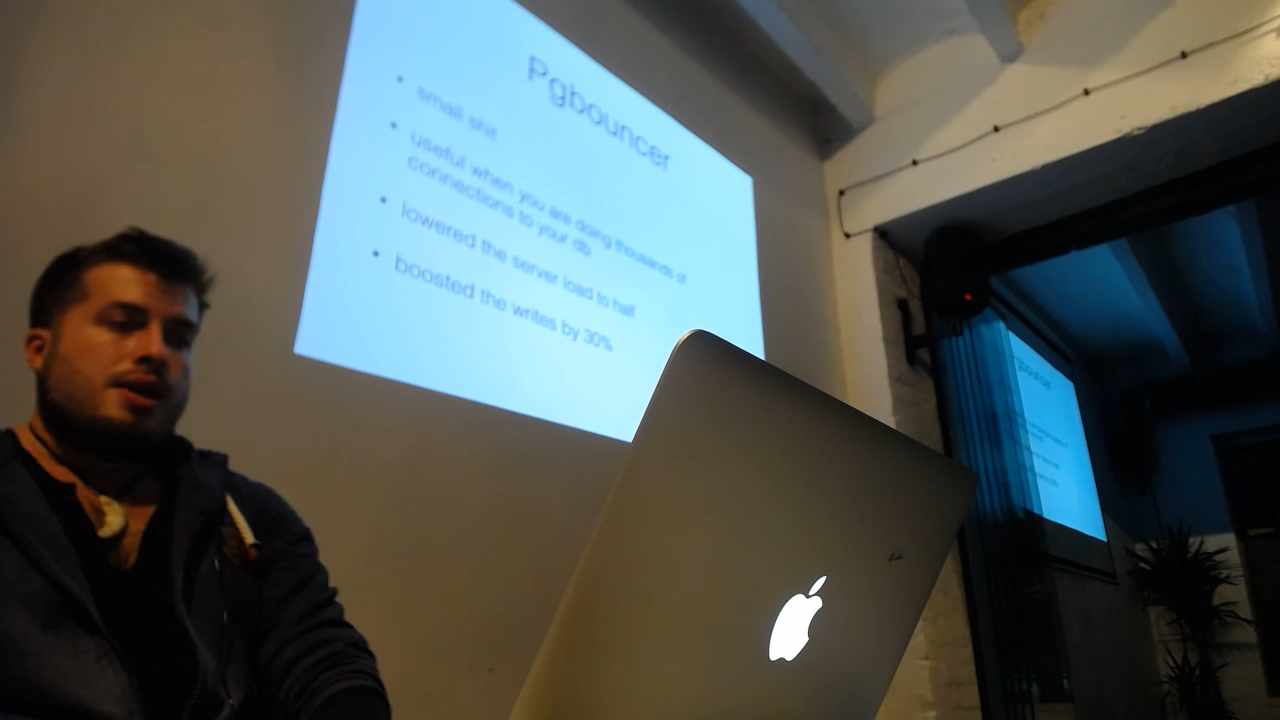 Pgbouncer
• small shit
• useful when you are doing thousands of
connections to your db
• lowered the server load to half
• boosted the writes by 30%
Pgbouncer